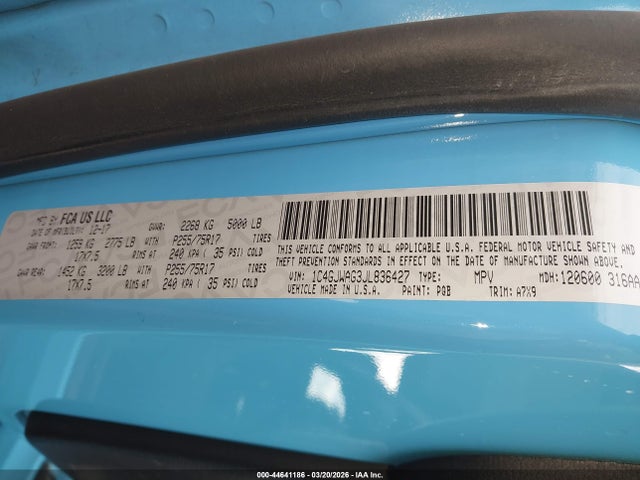 MFD BY: FCA US LLC
DATE OF MFR 12-17 GVWR: 2268 KG 5000 LB
GAWR FRONT: 1259 KG 2775 LB WITH P255/75R17 TIRES
17X7.5 RIMS AT 240 KPA ( 35 PSI) COLD
GAWR REAR: 1452 KG 3200 LB WITH P255/75R17 TIRES
17X7.5 RIMS AT 240 KPA ( 35 PSI) COLD
THIS VEHICLE CONFORMS TO ALL APPLICABLE U.S.A. FEDERAL MOTOR VEHICLE SAFETY AND
THEFT PREVENTION STANDARDS IN EFFECT ON THE DATE OF MANUFACTURE SHOWN ABOVE.
VIN: 1C4GJWAG3JL836427 TYPE: MPV MDH: 120600 316AA
VEHICLE MADE IN U.S.A. PAINT: PQB TRIM: A7X9
000-44641186 | 03/20/2026 | IAA Inc.